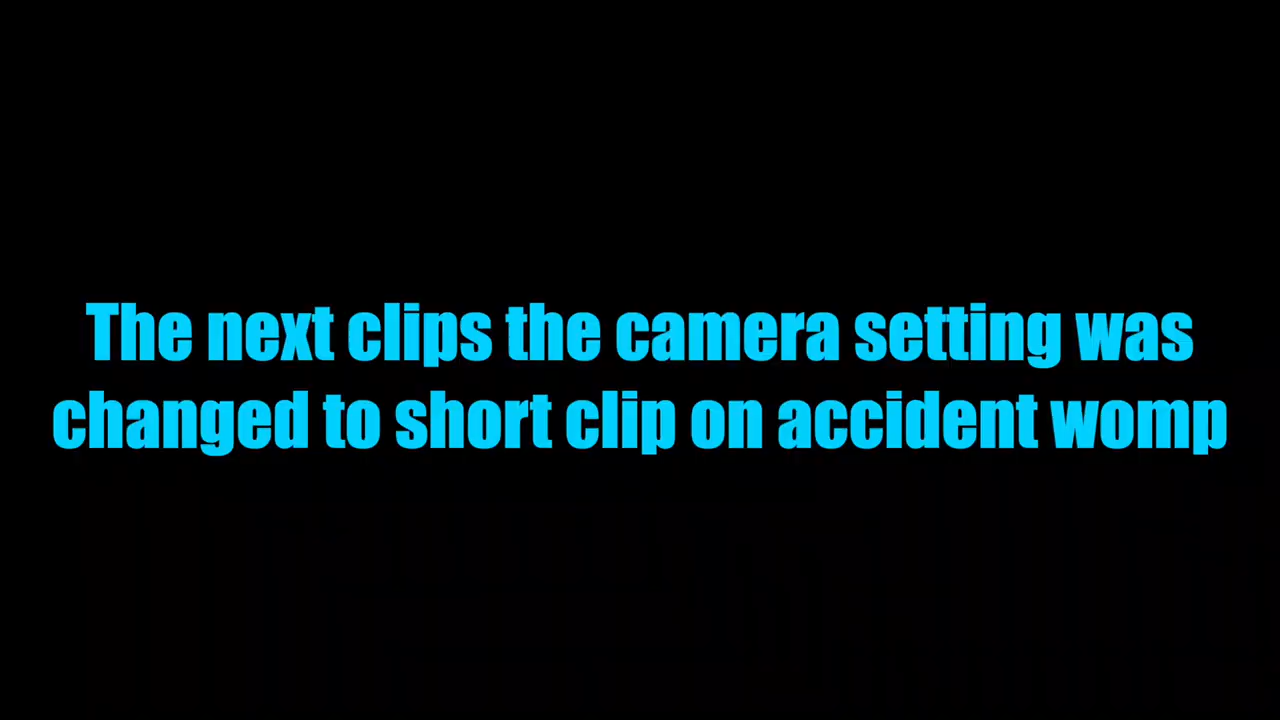 The next clips the camera setting was
changed to short clip on accident womp